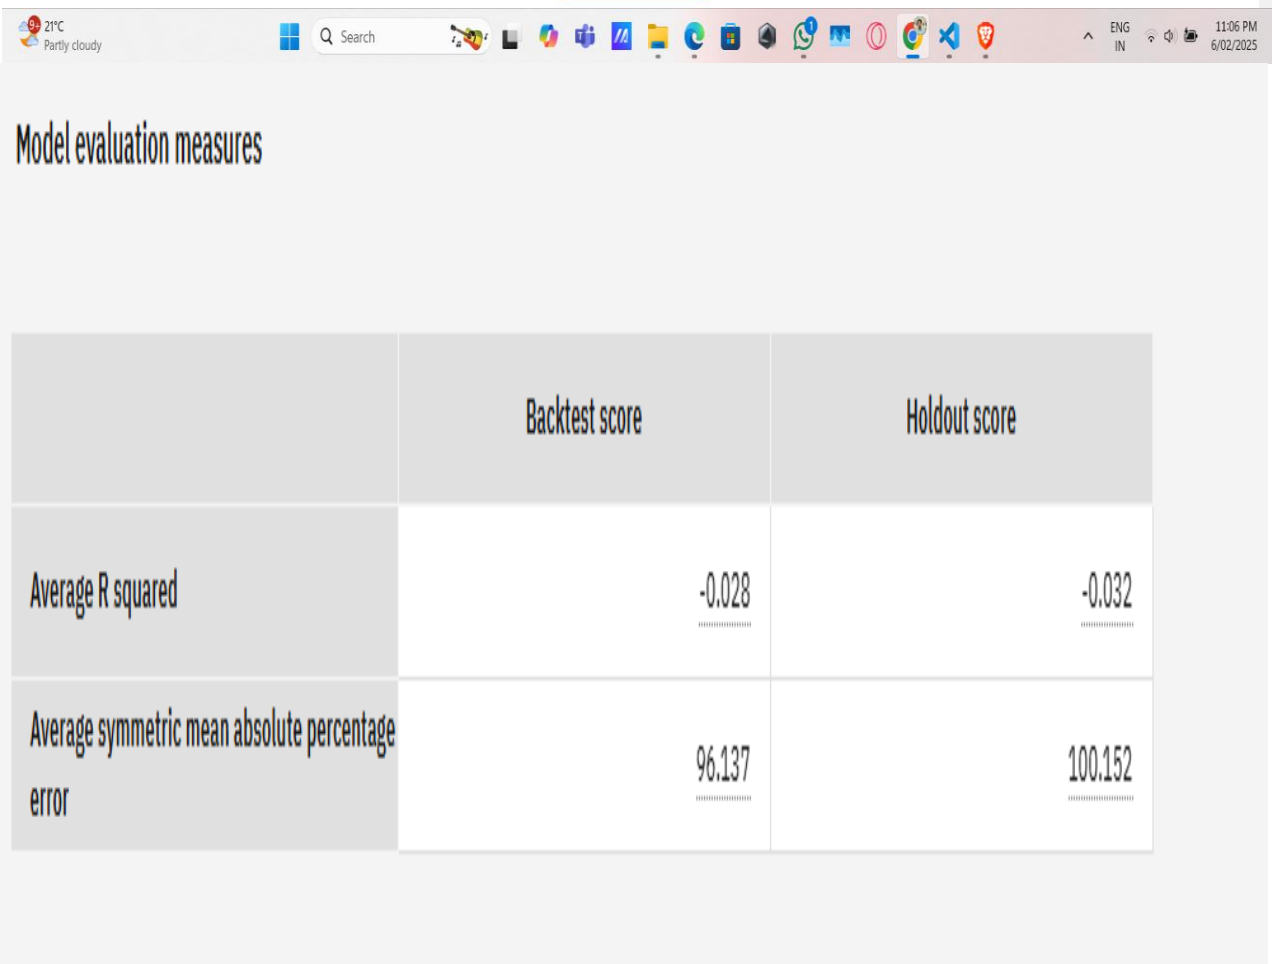 9+
21°C
Partly cloudy
Search
1
ENG
IN
11:06 PM
6/02/2025
Model evaluation measures
Backtest score
Holdout score
Average R squared
-0.028
-0.032
Average symmetric mean absolute percentage
error
96.137
100.152